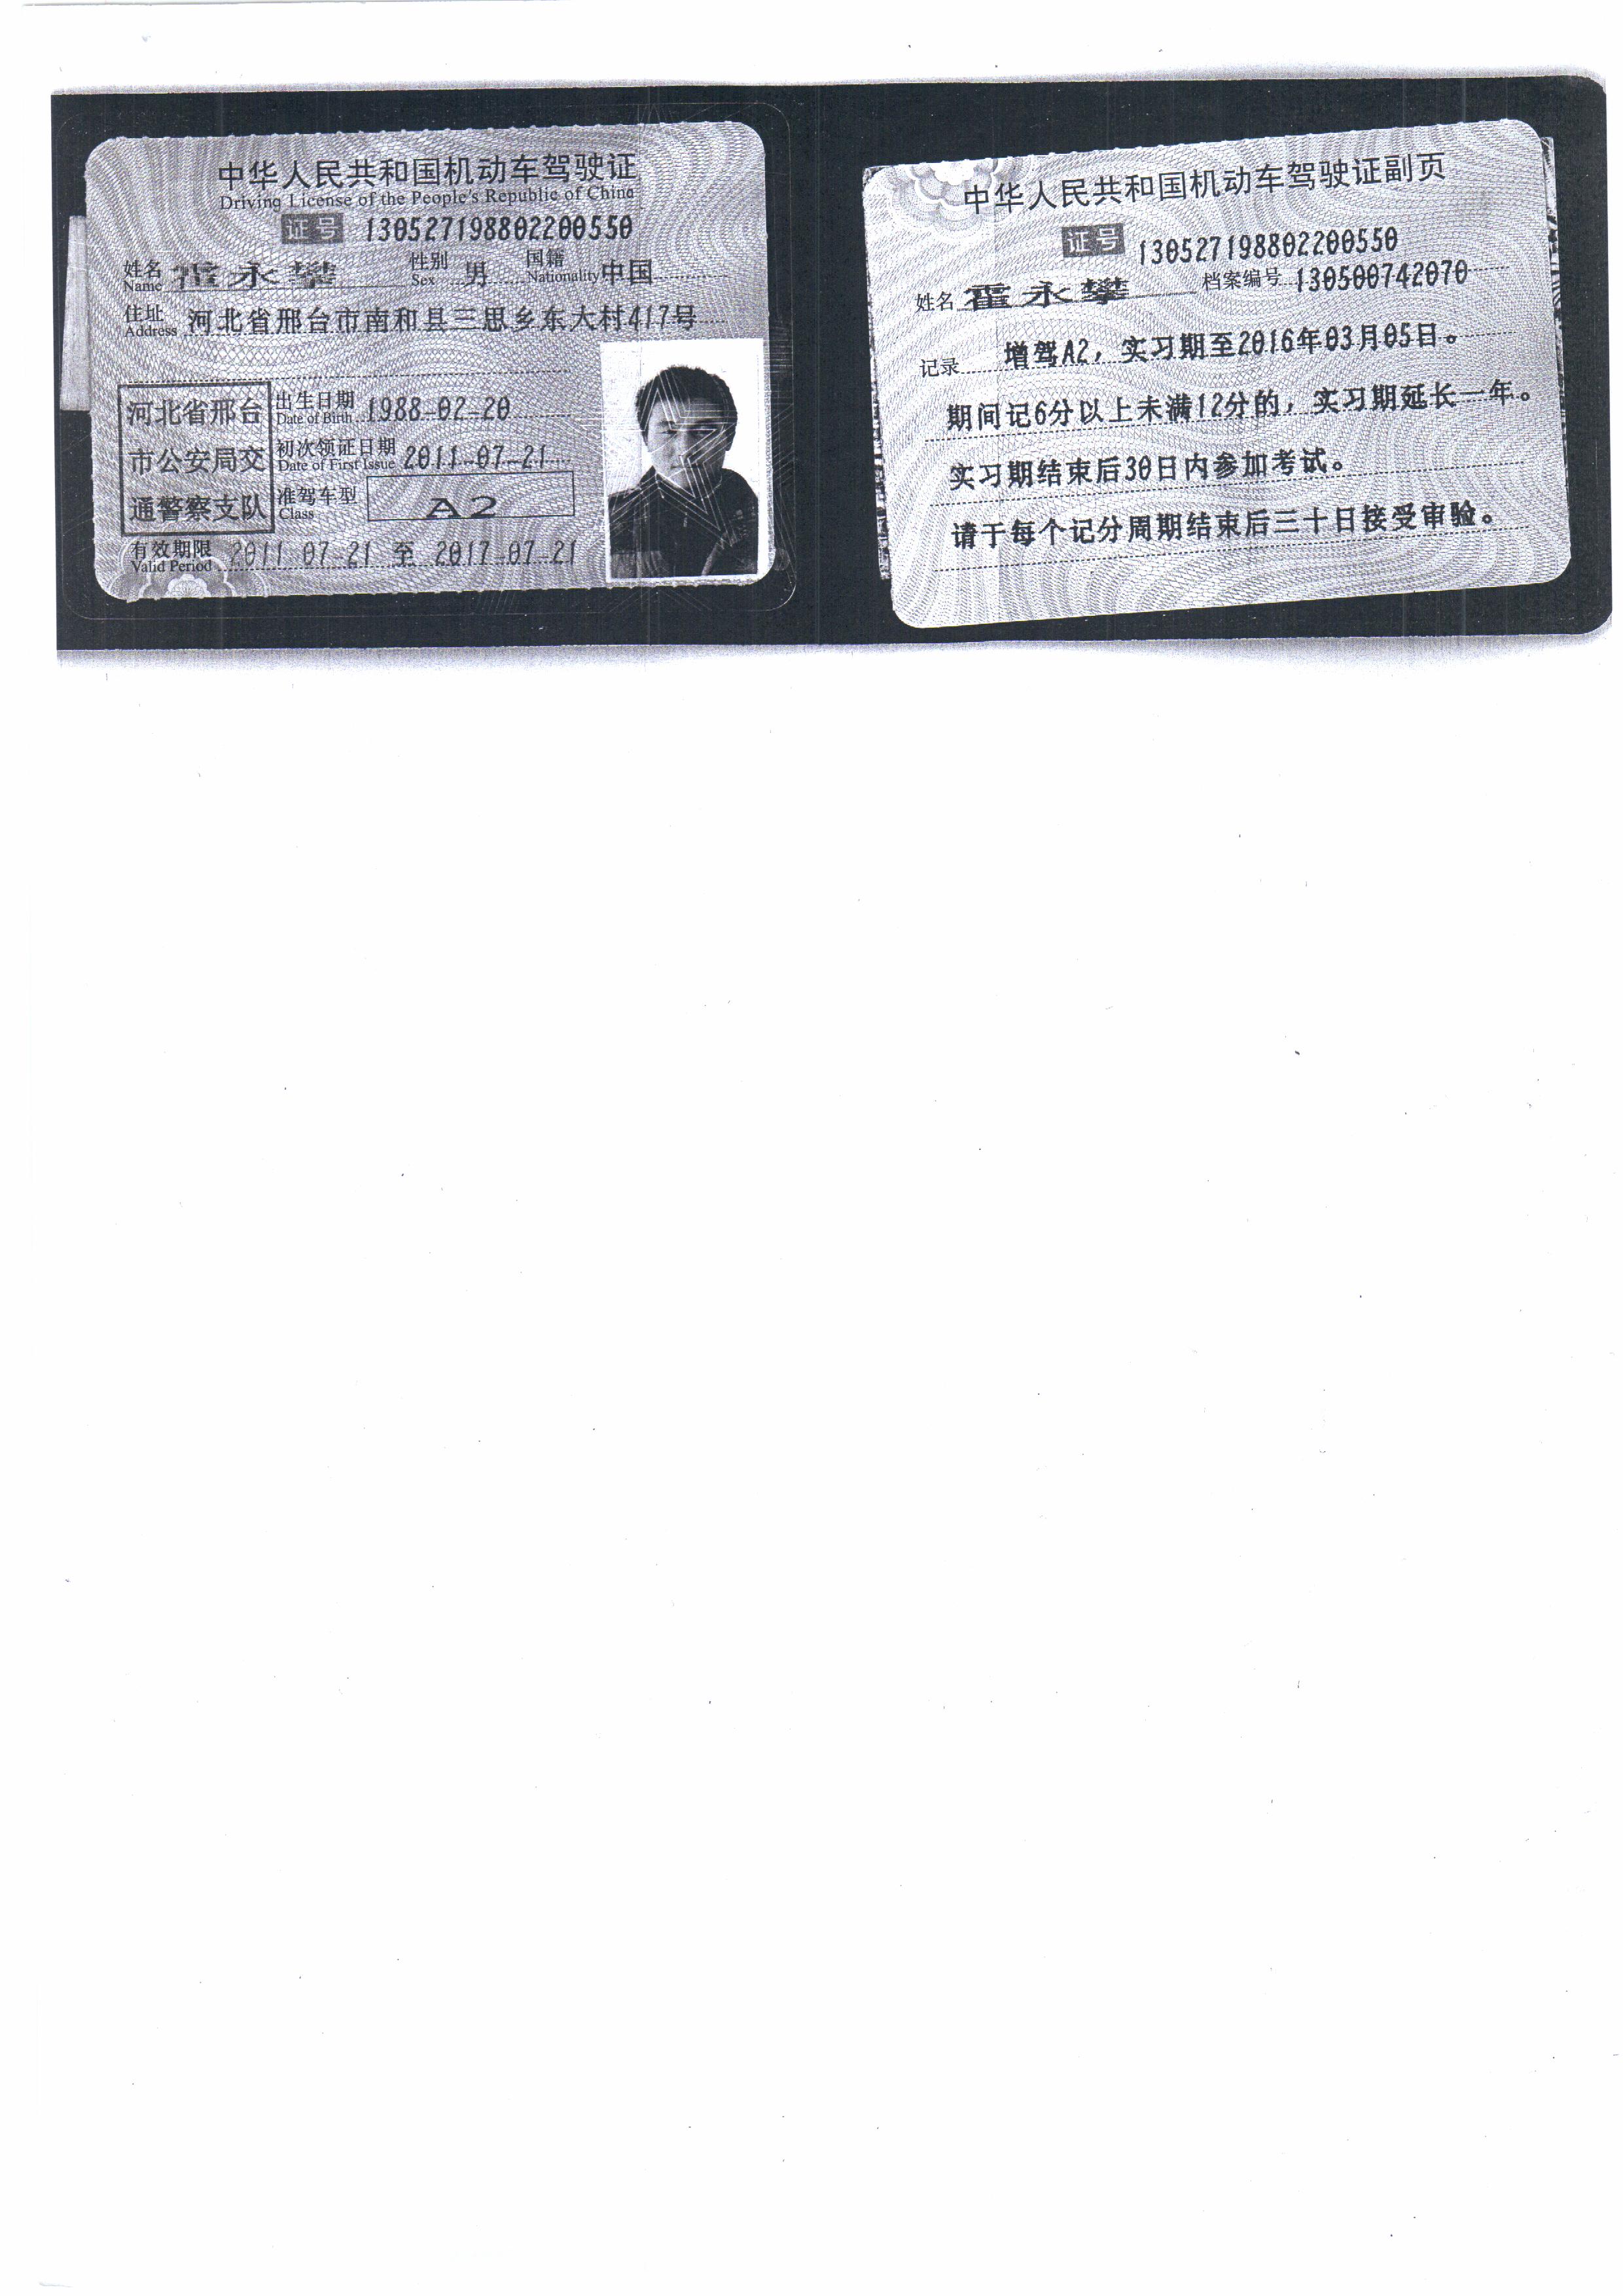 中华人民共和国机动车驾驶证
Driving License of the People's Republic of China
证号 130527198802200550
姓名 霍永攀 性别 男 国籍 中国
Name Sex Nationality
住址 河北省邢台市南和县三思乡东大村417号
Address
河北省邢台
市公安局交
通警察支队
出生日期 1988-02-20
Date of Birth
初次领证日期 2011-07-21
Date of First Issue
准驾车型 A2
Class
有效期限 2011-07-21 至 2017-07-21
Valid Period
中华人民共和国机动车驾驶证副页
证号 130527198802200550
姓名 霍永攀 档案编号 130500742070
记录 增驾A2，实习期至2016年03月05日。
期间记6分以上未满12分的，实习期延长一年。
实习期结束后30日内参加考试。
请于每个记分周期结束后三十日接受审验。